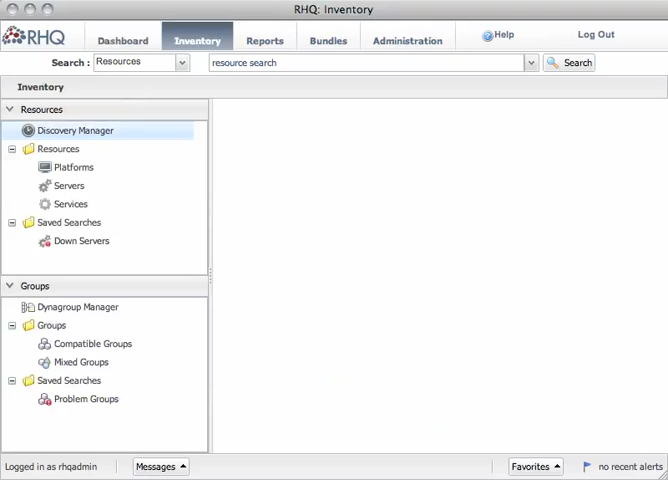 RHQ: Inventory
RHQ Dashboard Inventory Reports Bundles Administration Help Log Out
Search : Resources resource search Search
Inventory
Resources
Discovery Manager
Resources
Platforms
Servers
Services
Saved Searches
Down Servers
Groups
Dynagroup Manager
Groups
Compatible Groups
Mixed Groups
Saved Searches
Problem Groups
Logged in as rhqadmin Messages Favorites no recent alerts